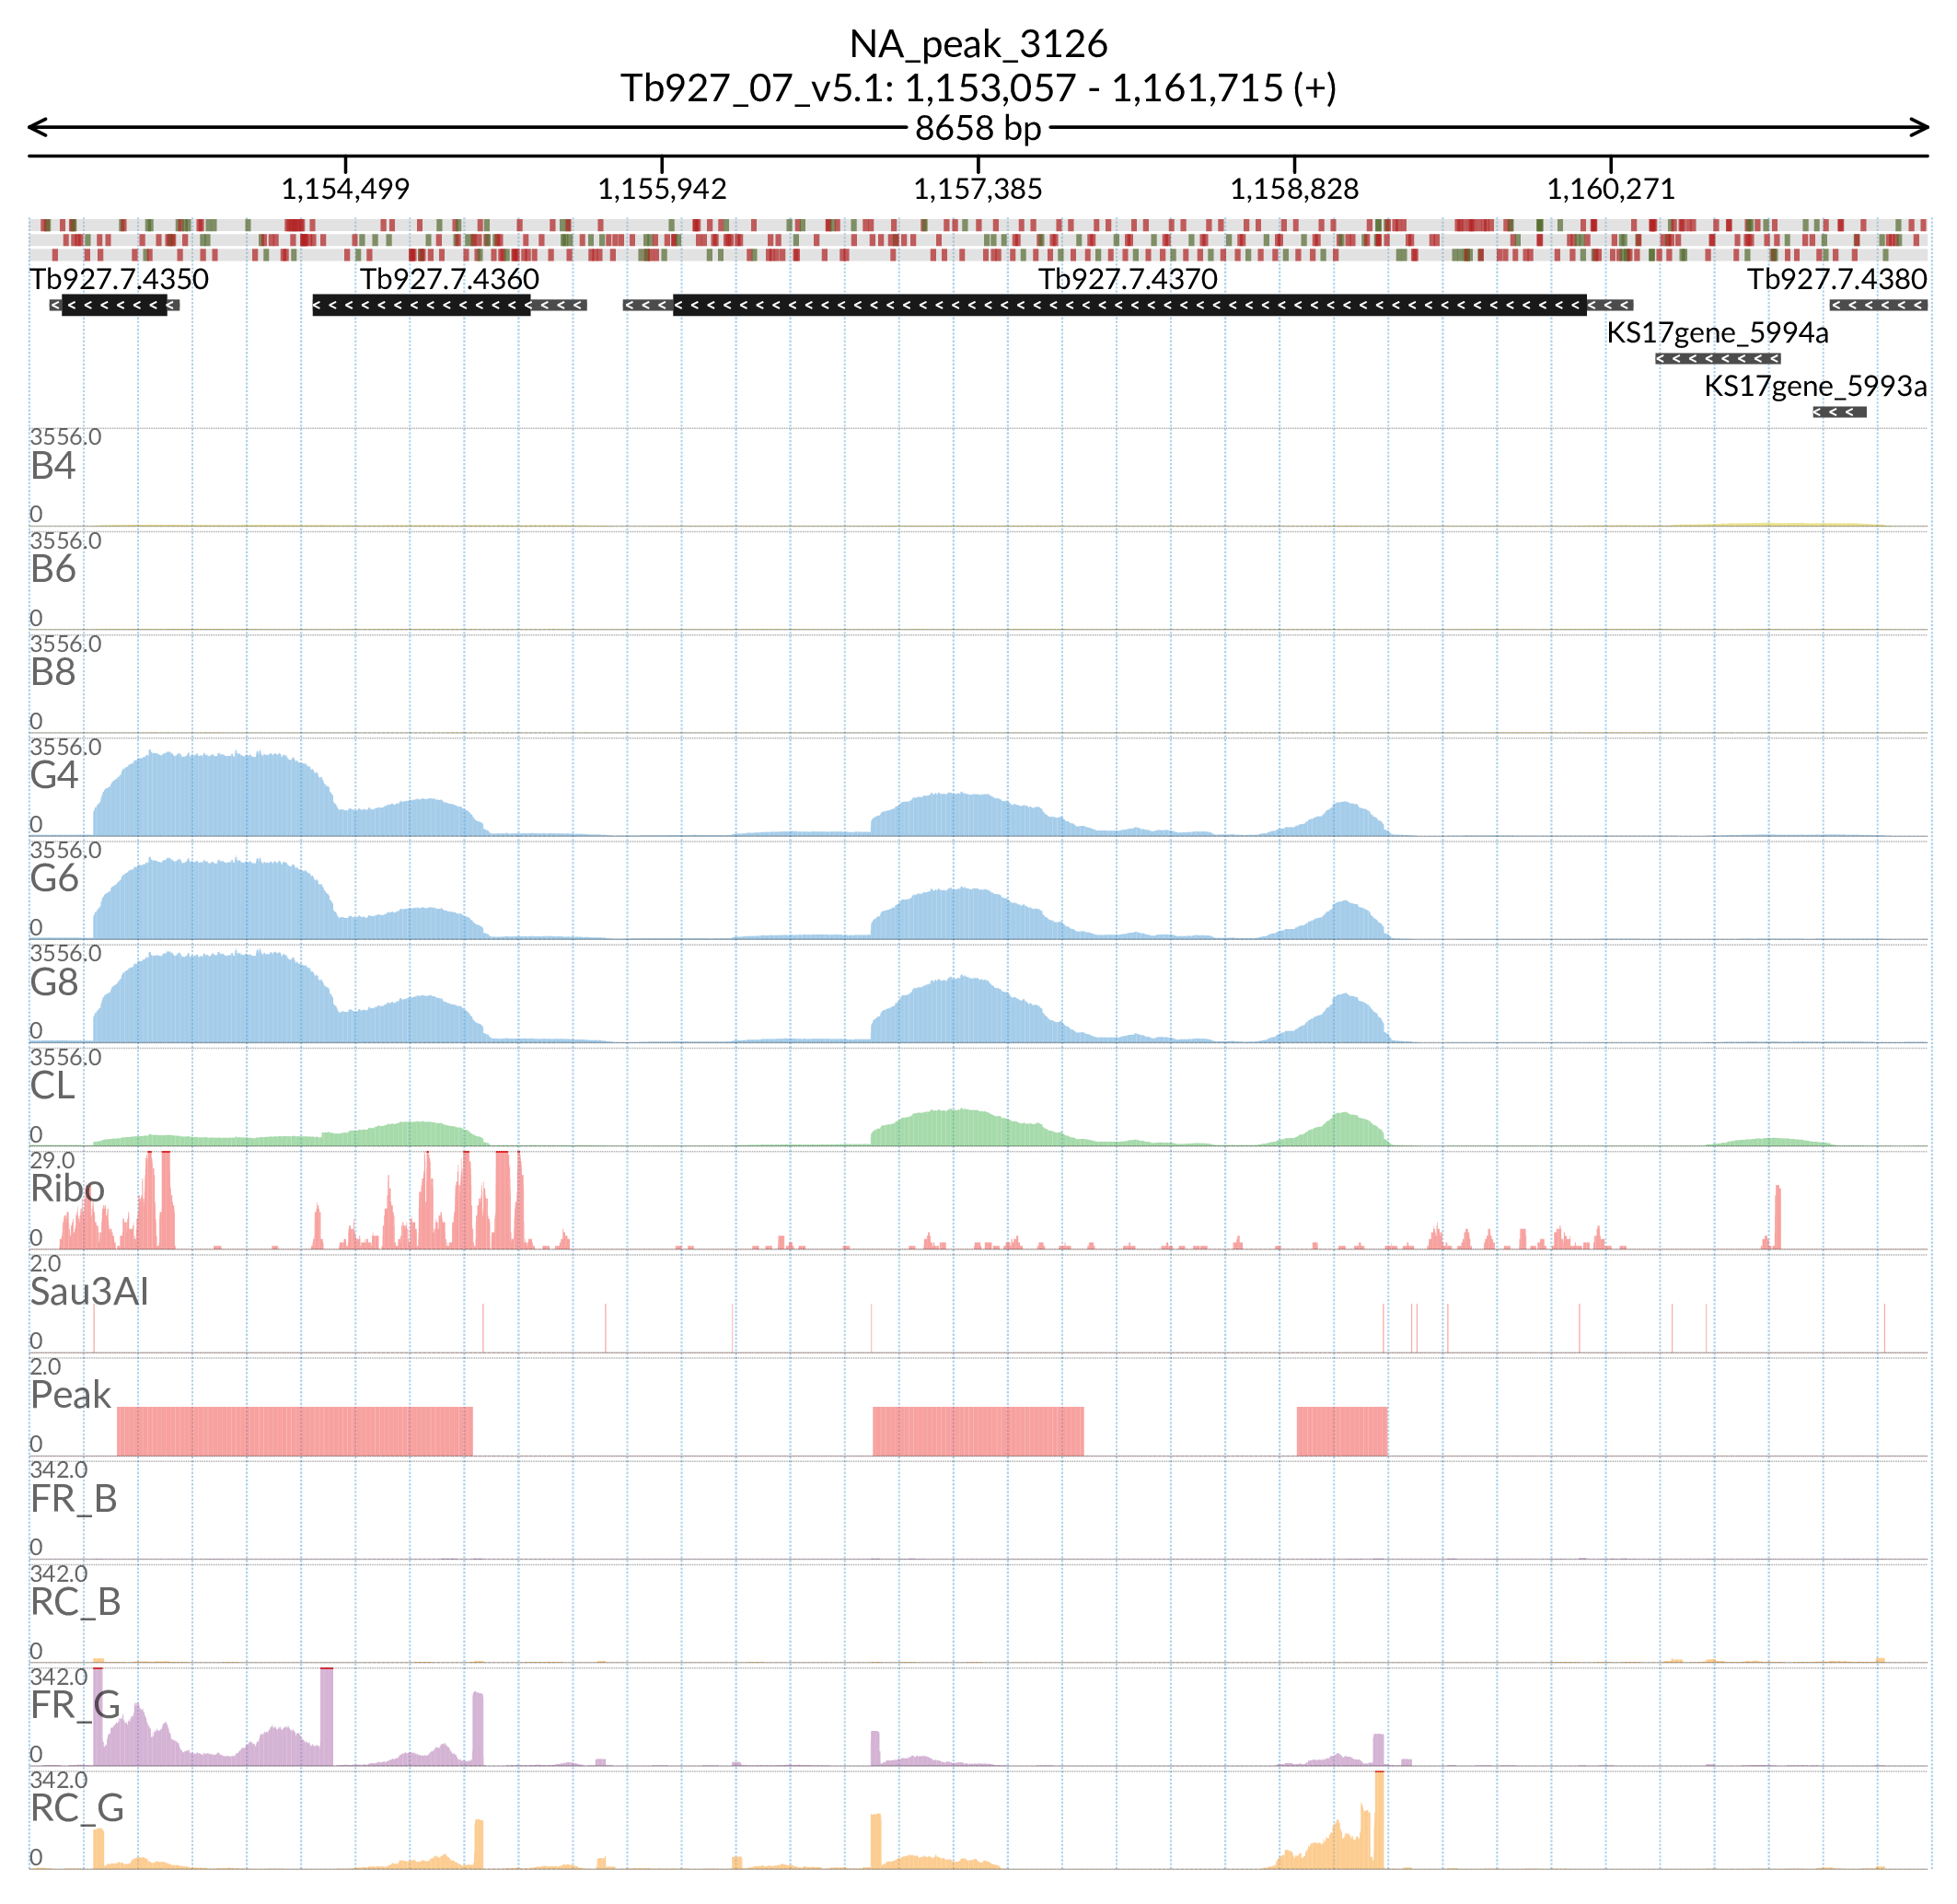 NA_peak_3126
Tb927_07_v5.1: 1,153,057 - 1,161,715 (+)
8658 bp
1,154,499 1,155,942 1,157,385 1,158,828 1,160,271
Tb927.7.4350 Tb927.7.4360 Tb927.7.4370 Tb927.7.4380
KS17gene_5994a
KS17gene_5993a
3556.0
B4
0
3556.0
B6
0
3556.0
B8
0
3556.0
G4
0
3556.0
G6
0
3556.0
G8
0
3556.0
CL
0
29.0
Ribo
0
2.0
Sau3AI
0
2.0
Peak
0
342.0
FR_B
0
342.0
RC_B
0
342.0
FR_G
0
342.0
RC_G
0